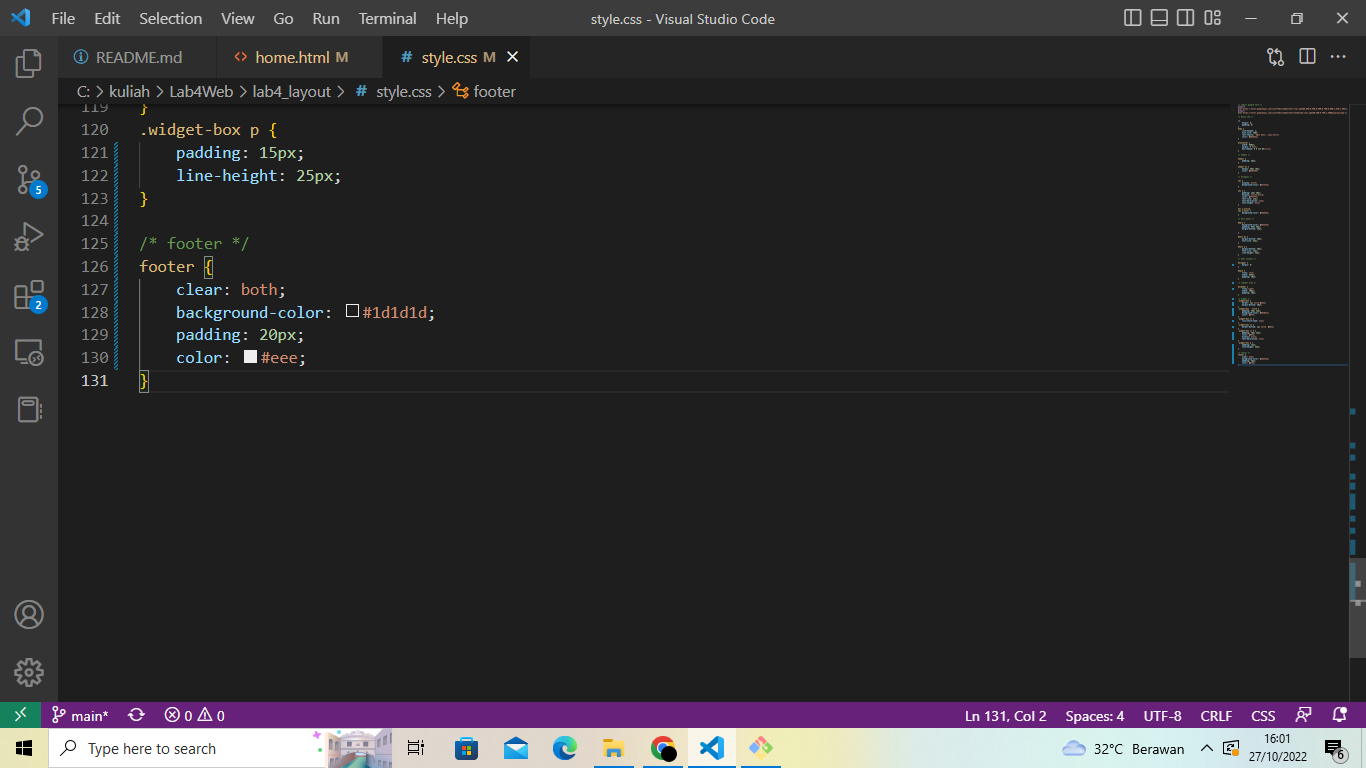 File Edit Selection View Go Run Terminal Help style.css - Visual Studio Code
README.md home.html M style.css M
C: > kuliah > Lab4Web > lab4_layout > # style.css > footer
119 }
120 .widget-box p {
121 padding: 15px;
122 line-height: 25px;
123 }
124
125 /* footer */
126 footer {
127 clear: both;
128 background-color: #1d1d1d;
129 padding: 20px;
130 color: #eee;
131 }
5
2
main* 0 0 Ln 131, Col 2 Spaces: 4 UTF-8 CRLF CSS
Type here to search 32°C Berawan 16:01
27/10/2022 6